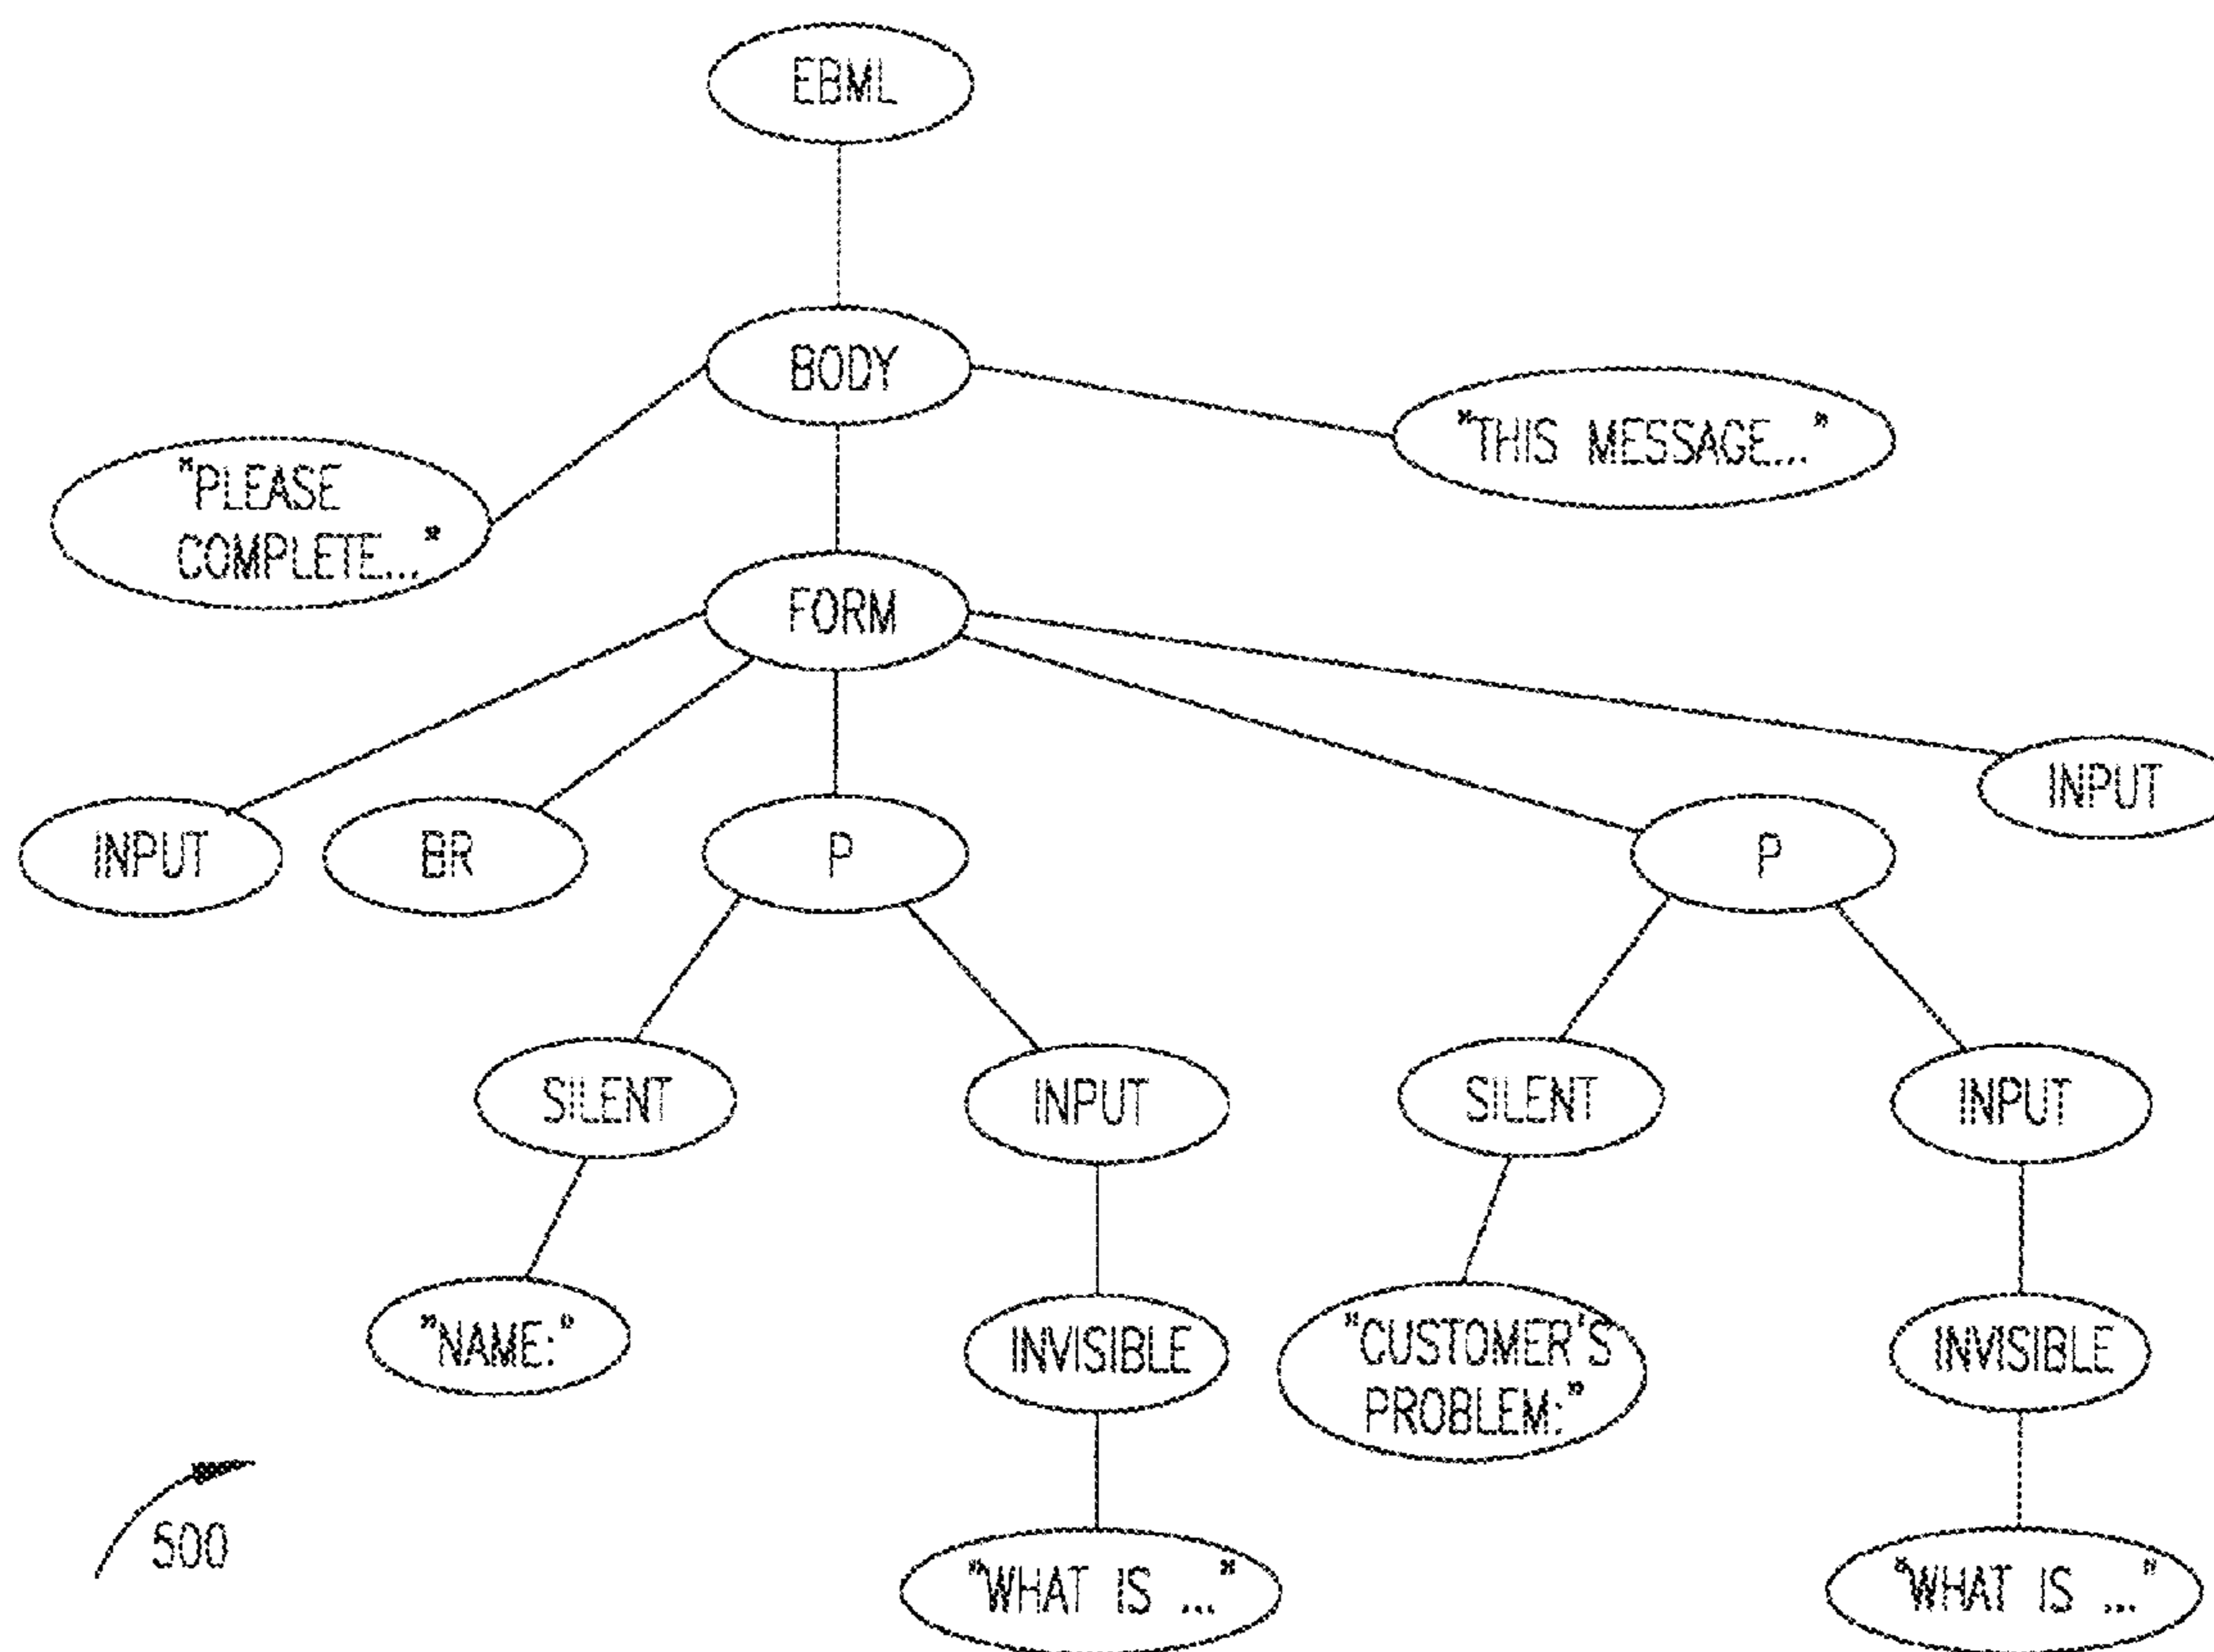 EBML
BODY
"THIS MESSAGE..."
"PLEASE
COMPLETE..."
FORM
INPUT
INPUT
BR
P
P
SILENT
INPUT
SILENT
INPUT
"NAME:"
INVISIBLE
"CUSTOMER'S
PROBLEM:"
INVISIBLE
500
"WHAT IS ..."
"WHAT IS ..."